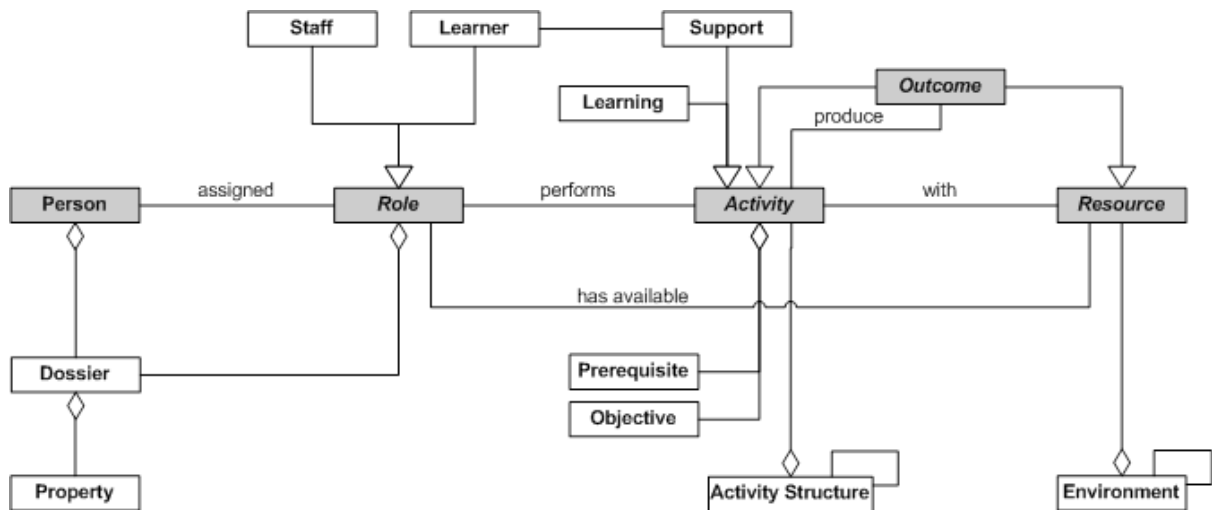 Staff
Learner
Support
Outcome
Learning
produce
Person
assigned
Role
performs
Activity
with
Resource
has available
Dossier
Prerequisite
Objective
Property
Activity Structure
Environment